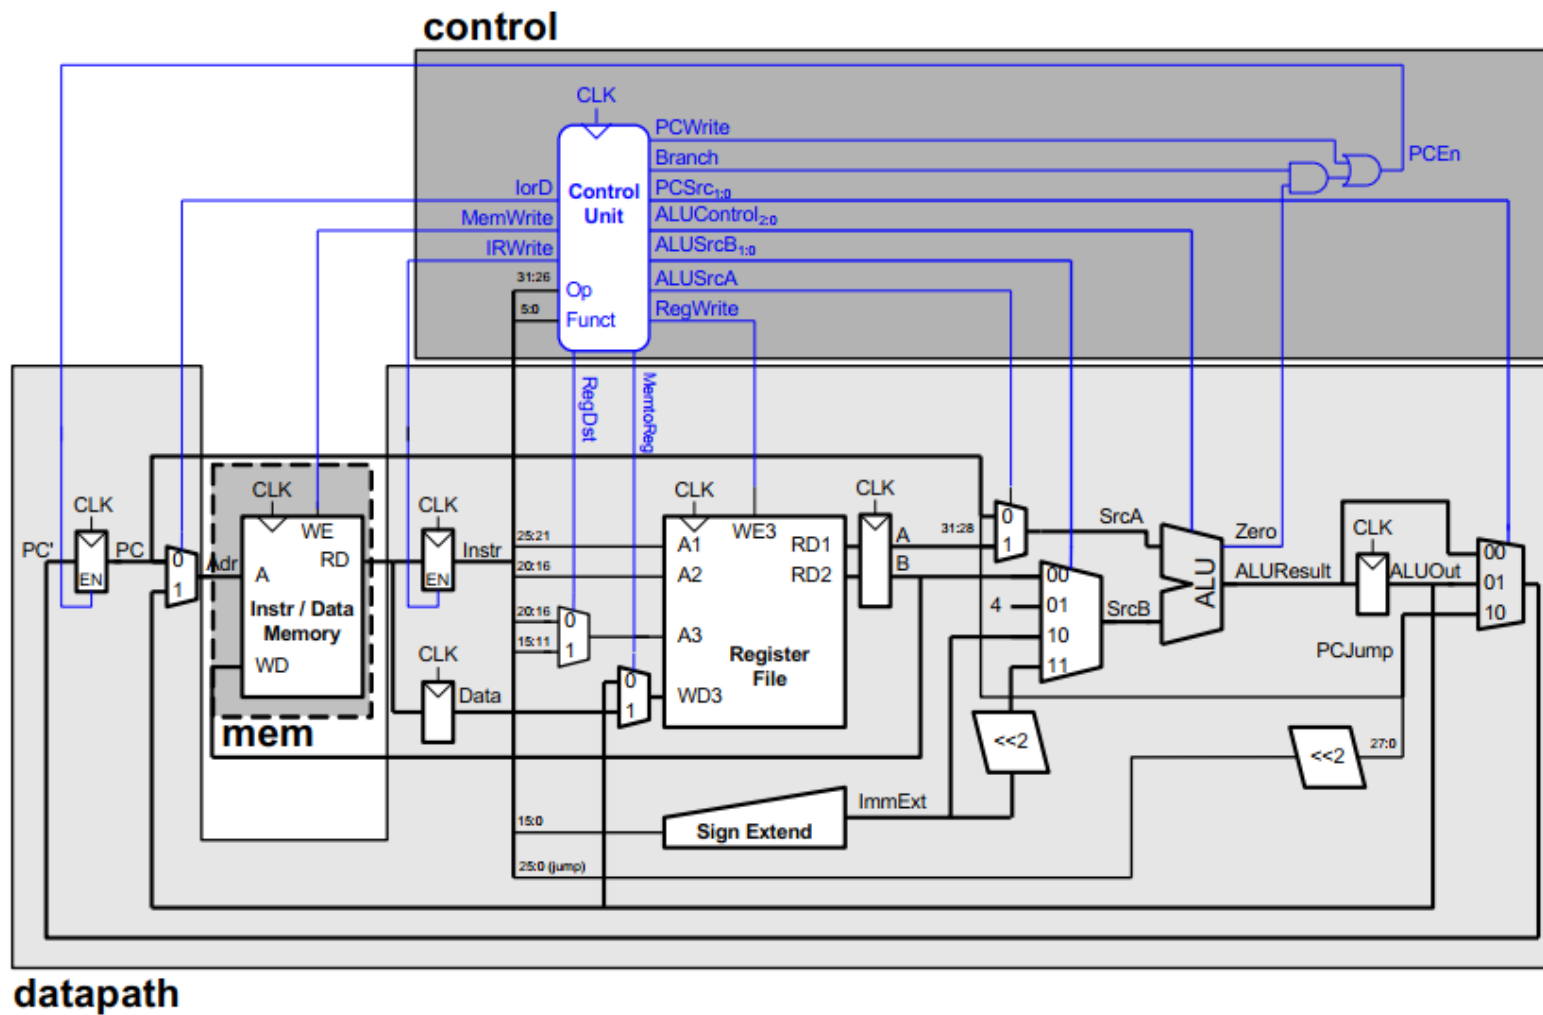 control
CLK
PCWrite
Branch
PCEn
IorD
Control
Unit
PCSrc1:0
MemWrite
ALUControl2:0
IRWrite
ALUSrcB1:0
31:26
Op
ALUSrcA
5:0
Funct
RegWrite
RegDst
MemtoReg
CLK
CLK
CLK
CLK
CLK
PC'
PC
EN
0
1
Adr
WE
RD
A
Instr / Data
Memory
WD
mem
EN
Instr
CLK
Data
25:21
20:16
20:16
15:11
0
1
0
1
A1
A2
A3
WD3
WE3
RD1
RD2
Register
File
A
B
31:28
0
1
SrcA
00
4
01
10
11
SrcB
ALU
Zero
ALUResult
CLK
ALUOut
00
01
10
PCJump
<<2
<<2
27:0
ImmExt
15:0
Sign Extend
25:0 (jump)
datapath